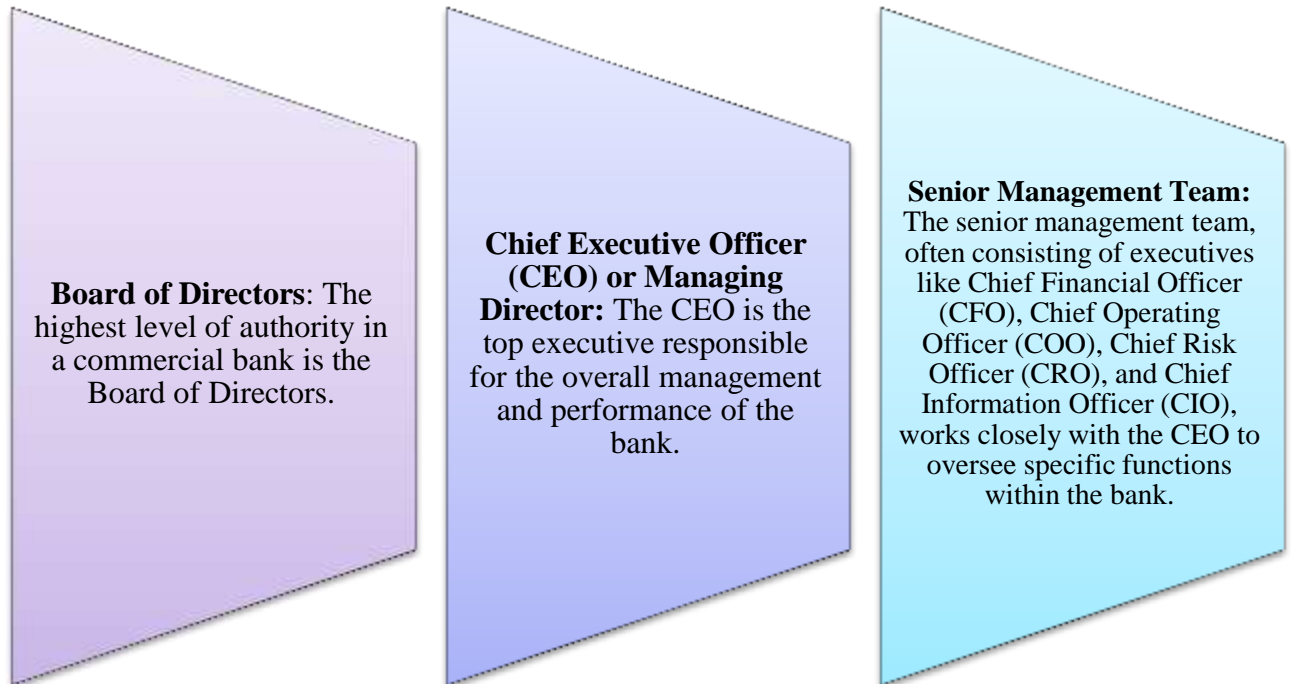 Board of Directors: The
highest level of authority in
a commercial bank is the
Board of Directors.
Chief Executive Officer
(CEO) or Managing
Director: The CEO is the
top executive responsible
for the overall management
and performance of the
bank.
Senior Management Team:
The senior management team,
often consisting of executives
like Chief Financial Officer
(CFO), Chief Operating
Officer (COO), Chief Risk
Officer (CRO), and Chief
Information Officer (CIO),
works closely with the CEO to
oversee specific functions
within the bank.